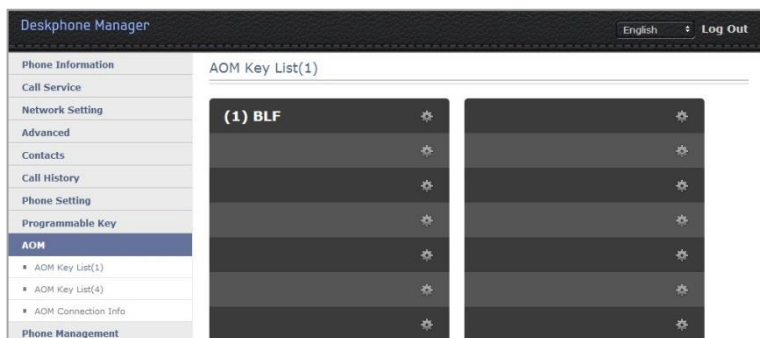 Deskphone Manager
English
Log Out
Phone Information
Call Service
Network Setting
Advanced
Contacts
Call History
Phone Setting
Programmable Key
AOM
AOM Key List(1)
AOM Key List(4)
AOM Connection Info
Phone Management
AOM Key List(1)
(1) BLF